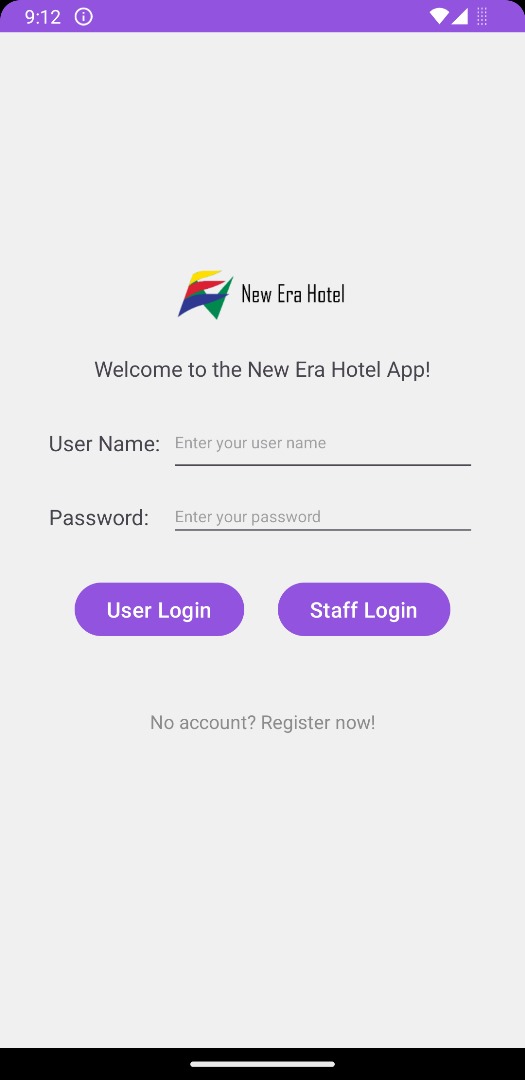 9:12
New Era Hotel
Welcome to the New Era Hotel App!
User Name: Enter your user name
Password: Enter your password
User Login Staff Login
No account? Register now!